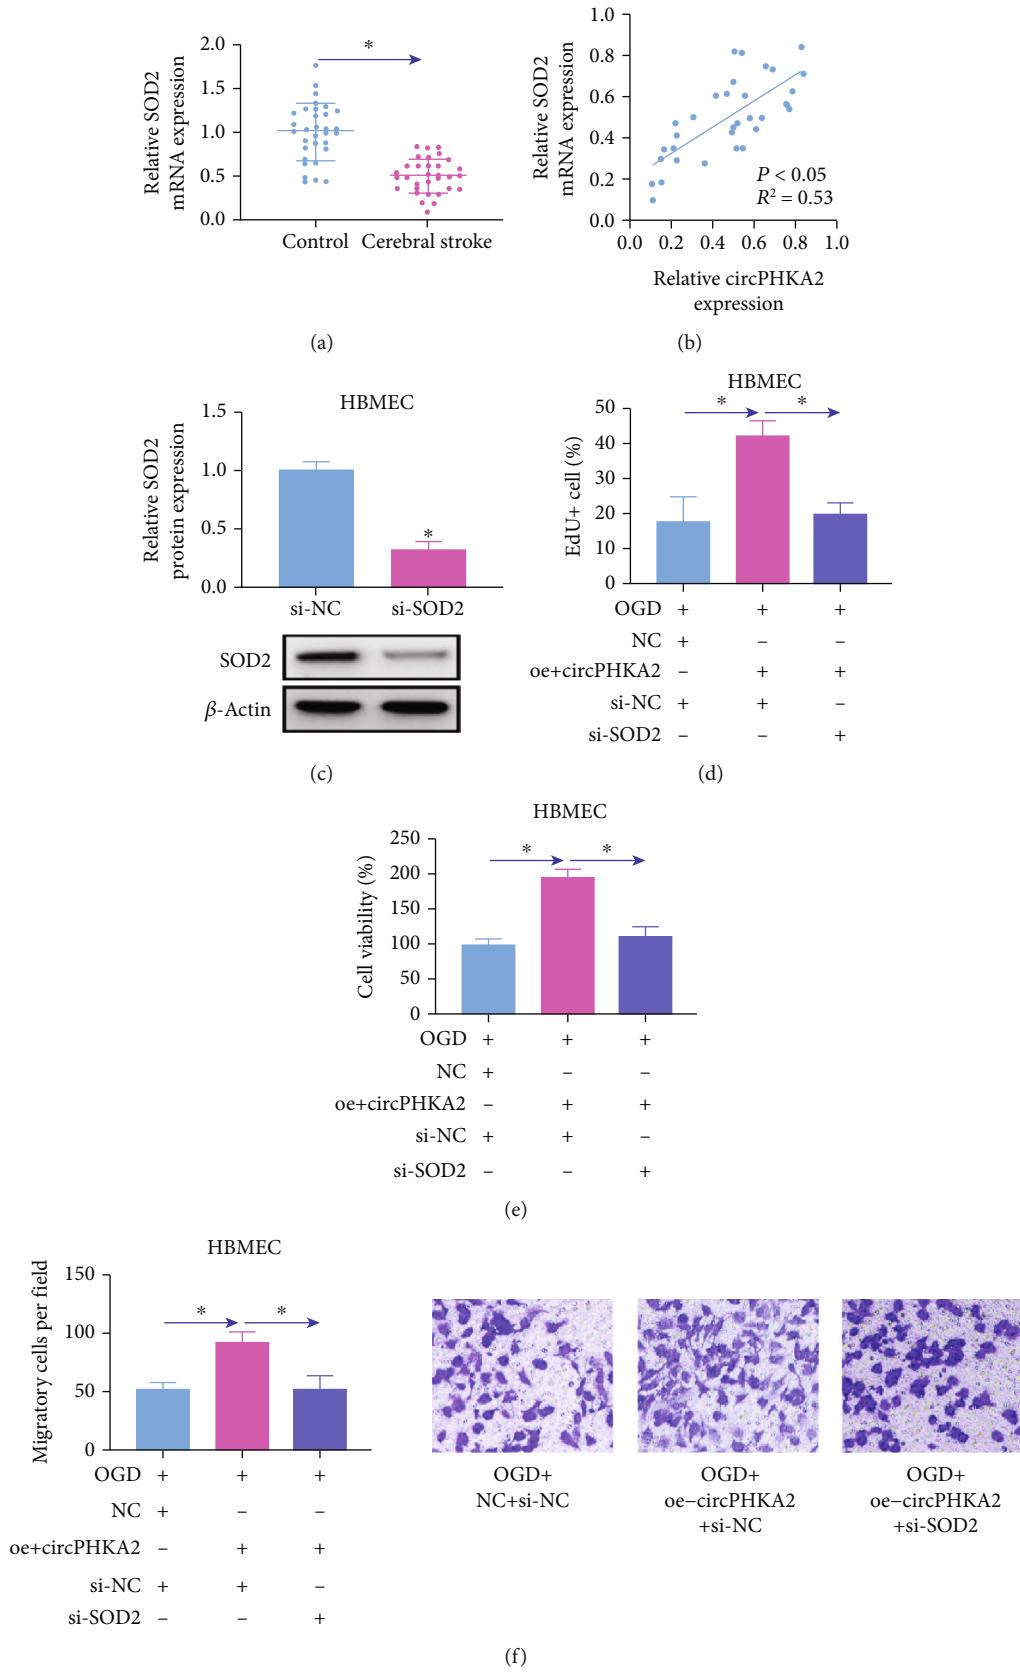 2.0
1.5
1.0
0.5
0.0
Relative SOD2
mRNA expression
*
Control
Cerebral stroke
(a)
1.0
0.8
0.6
0.4
0.2
0.0
Relative SOD2
mRNA expression
P < 0.05
R² = 0.53
0.0 0.2 0.4 0.6 0.8 1.0
Relative circPHKA2
expression
(b)
HBMEC
1.5
1.0
0.5
0.0
Relative SOD2
protein expression
*
si-NC si-SOD2
SOD2
β-Actin
(c)
HBMEC
50
40
30
20
10
0
EdU+ cell (%)
* *
OGD + + +
NC + – –
oe+circPHKA2 – + +
si-NC + + –
si-SOD2 – – +
(d)
HBMEC
250
200
150
100
50
0
Cell viability (%)
* *
OGD + + +
NC + – –
oe+circPHKA2 – + +
si-NC + + –
si-SOD2 – – +
(e)
HBMEC
150
100
50
0
Migratory cells per field
* *
OGD + + +
NC + – –
oe+circPHKA2 – + +
si-NC + + –
si-SOD2 – – +
OGD+
NC+si-NC
OGD+
oe−circPHKA2
+si-NC
OGD+
oe−circPHKA2
+si-SOD2
(f)